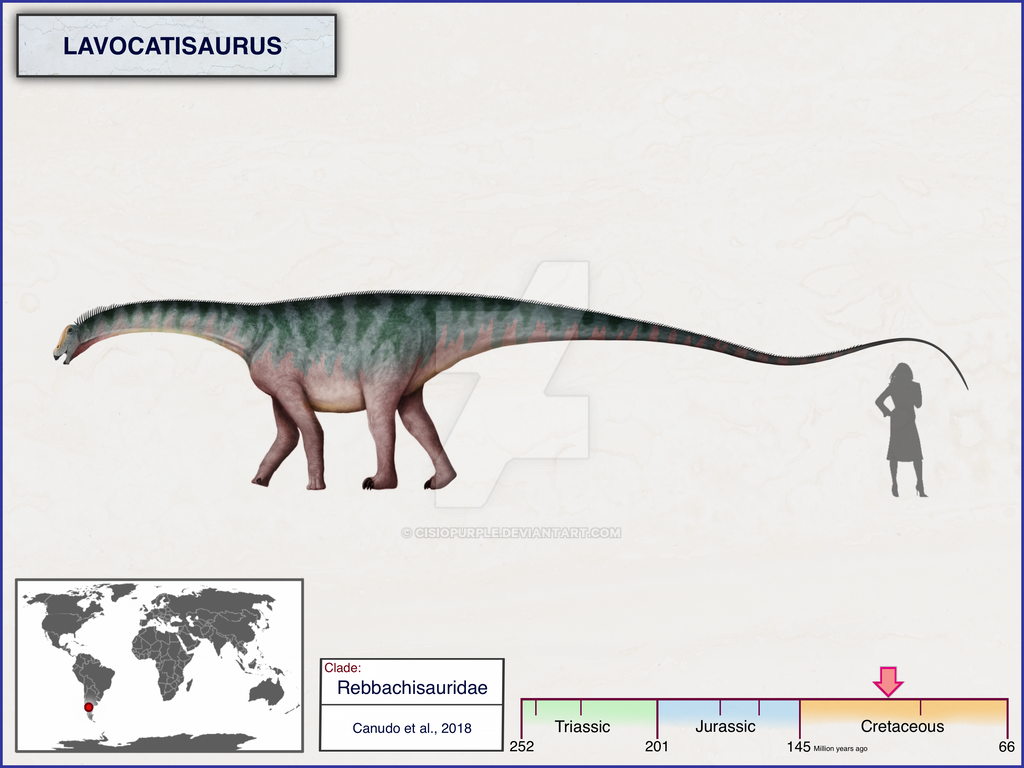 LAVOCATISAURUS
© CISIOPURPLE.DEVIANTART.COM
Clade:
Rebbachisauridae
Canudo et al., 2018
Triassic
Jurassic
Cretaceous
252
201
145
Million years ago
66